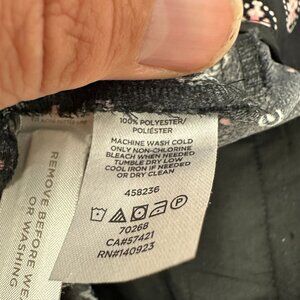 100% POLYESTER/
POLIÉSTER
MACHINE WASH COLD
ONLY NON-CHLORINE
BLEACH WHEN NEEDED
TUMBLE DRY LOW
COOL IRON IF NEEDED
OR DRY CLEAN
458236
70268
CA#57421
RN#140923
REMOVE BEFORE WE
OR WASHING